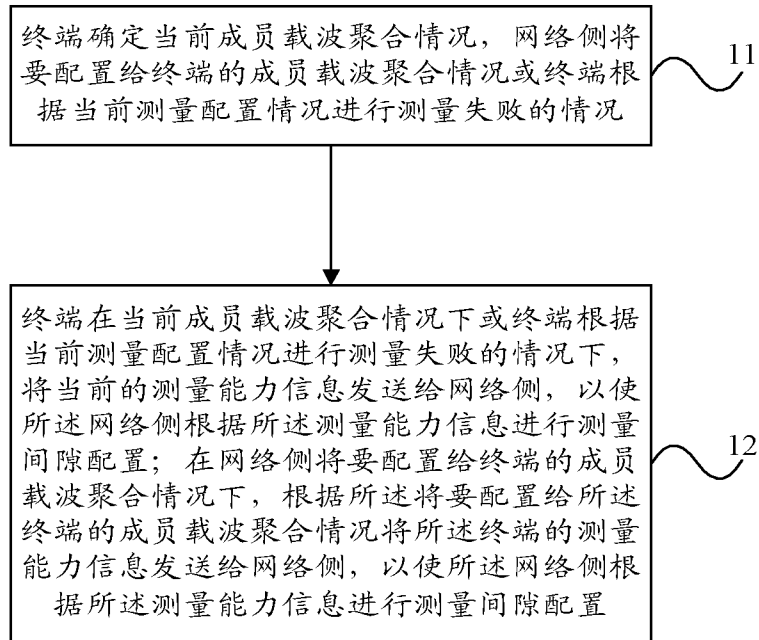 终端确定当前成员载波聚合情况，网络侧将
要配置给终端的成员载波聚合情况或终端根
据当前测量配置情况进行测量失败的情况
11
终端在当前成员载波聚合情况下或终端根据
当前测量配置情况进行测量失败的情况下，
将当前的测量能力信息发送给网络侧，以使
所述网络侧根据所述测量能力信息进行测量
间隙配置；在网络侧将要配置给终端的成员
载波聚合情况下，根据所述将要配置给所述
终端的成员载波聚合情况将所述终端的测量
能力信息发送给网络侧，以使所述网络侧根
据所述测量能力信息进行测量间隙配置
12